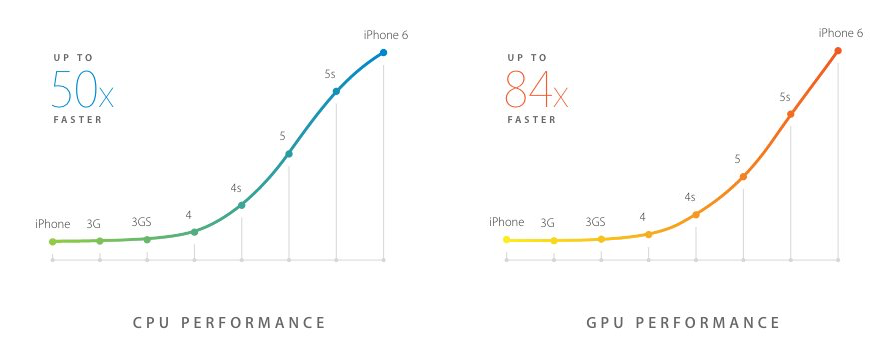 UP TO
50x
FASTER
iPhone
3G
3GS
4
4s
5
5s
iPhone 6
CPU PERFORMANCE
UP TO
84x
FASTER
iPhone
3G
3GS
4
4s
5
5s
iPhone 6
GPU PERFORMANCE